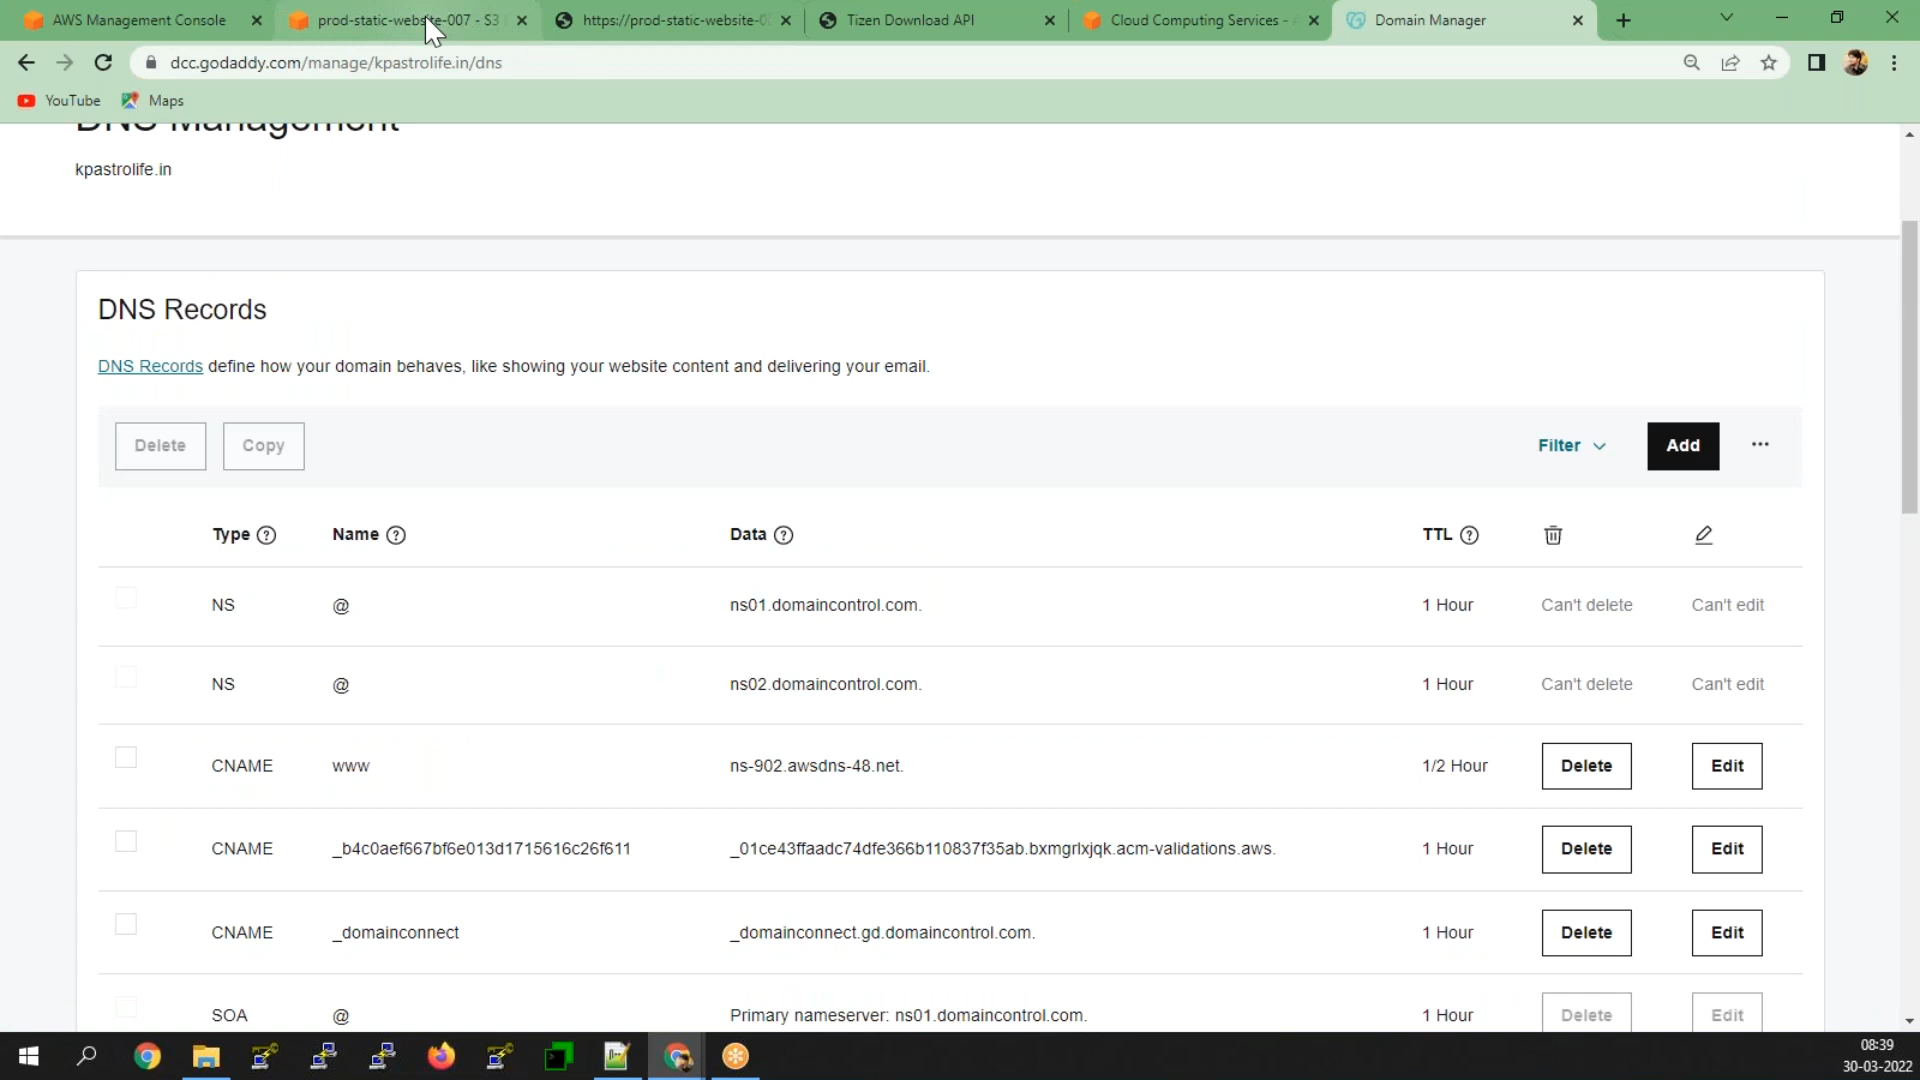 AWS Management Console
prod-static-website-007 - S3
https://prod-static-website-0
Tizen Download API
Cloud Computing Services -
Domain Manager
dcc.godaddy.com/manage/kpastrolife.in/dns
YouTube
Maps
DNS Management
kpastrolife.in
DNS Records
DNS Records define how your domain behaves, like showing your website content and delivering your email.
Delete
Copy
Filter
Add
Type ? Name ? Data ? TTL ?
NS @ ns01.domaincontrol.com. 1 Hour Can't delete Can't edit
NS @ ns02.domaincontrol.com. 1 Hour Can't delete Can't edit
CNAME www ns-902.awsdns-48.net. 1/2 Hour Delete Edit
CNAME _b4c0aef667bf6e013d1715616c26f611 _01ce43ffaadc74dfe366b110837f35ab.bxmgrlxjqk.acm-validations.aws. 1 Hour Delete Edit
CNAME _domainconnect _domainconnect.gd.domaincontrol.com. 1 Hour Delete Edit
SOA @ Primary nameserver: ns01.domaincontrol.com. 1 Hour Delete Edit
08:39
30-03-2022